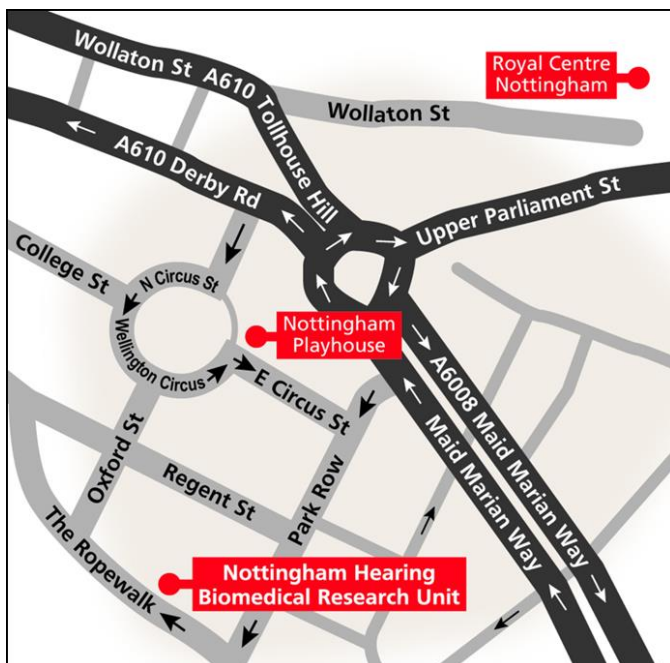 Wollaston St A610
Tollhouse Hill
Wollaton St
Royal Centre
Nottingham
A610 Derby Rd
Upper Parliament St
College St
N Circus St
Wellington Circus
Nottingham
Playhouse
E Circus St
A6008 Maid Marian Way
Maid Marian Way
Oxford St
Regent St
Park Row
The Ropewalk
Nottingham Hearing
Biomedical Research Unit